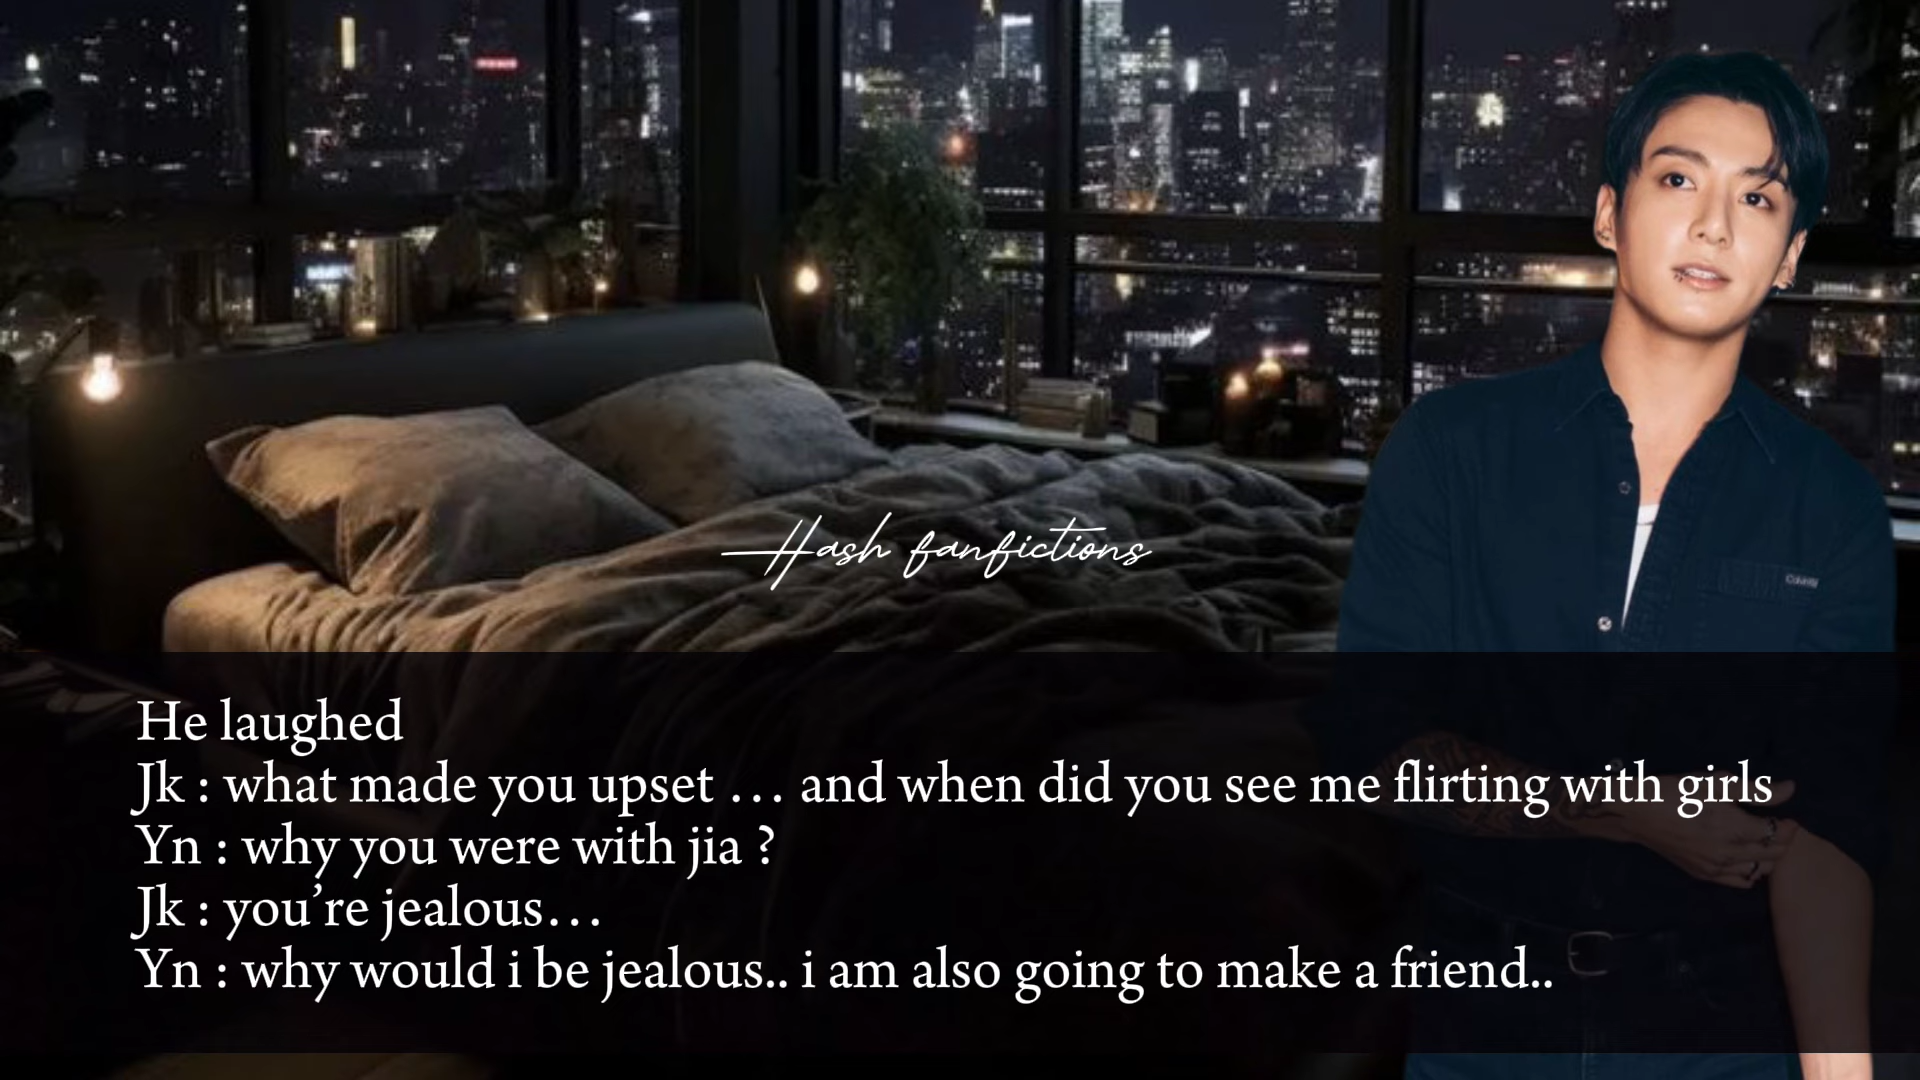 Hash fanfictions
He laughed
Jk : what made you upset … and when did you see me flirting with girls
Yn : why you were with jia ?
Jk : you’re jealous…
Yn : why would i be jealous.. i am also going to make a friend..